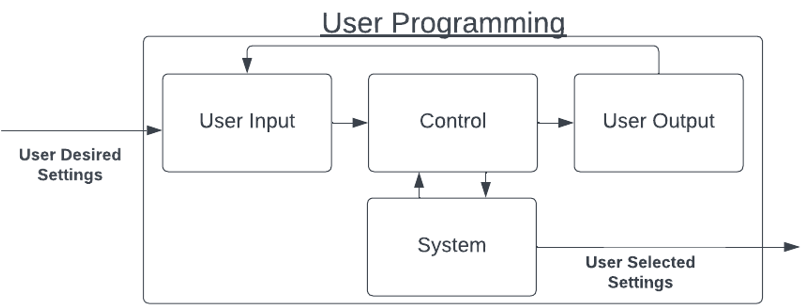 User Programming
User Input
Control
User Output
User Desired
Settings
System
User Selected
Settings